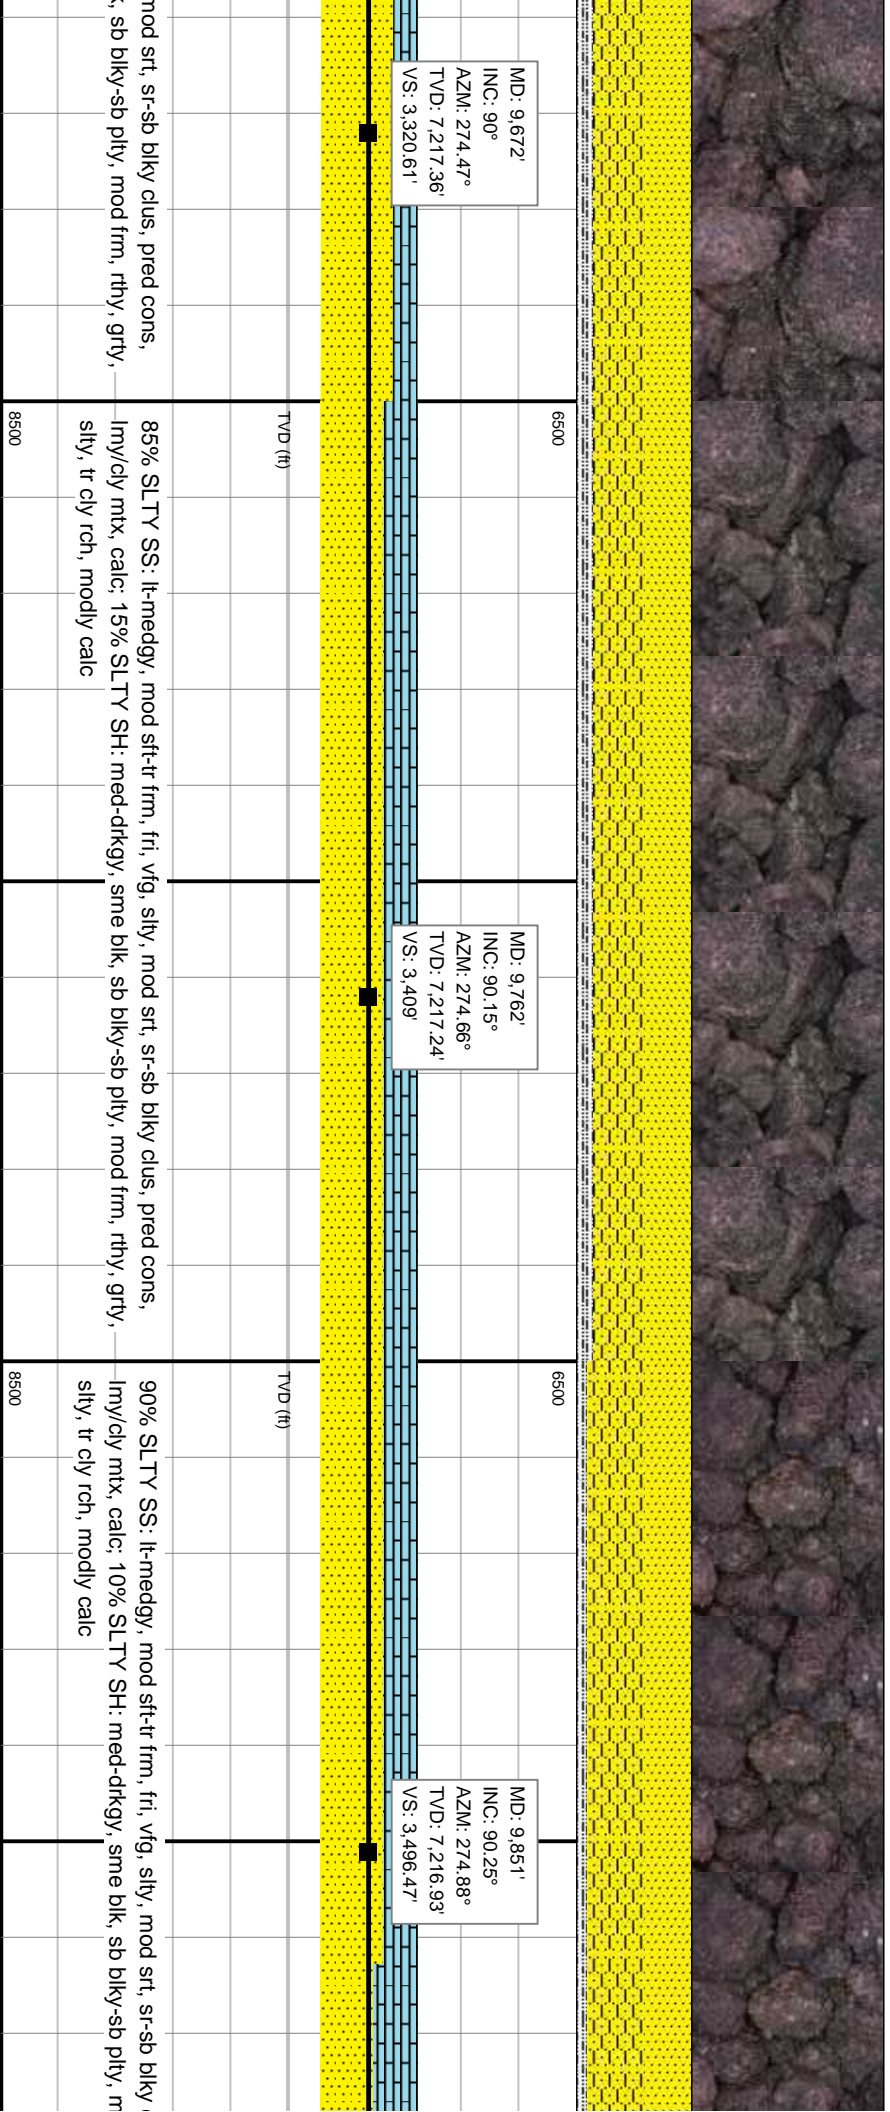 mod srt, sr-sb blky clus, pred cons,
, sb blky-sb plty, mod frm, rthy, grty,
MD: 9,672'
INC: 90°
AZM: 274.47°
TVD: 7,217.36'
VS: 3,320.61'
6500
TVD (ft)
8500
85% SLTY SS: lt-medgy, mod sft-tr frm, fri, vfg, slty, mod srt, sr-sb blky clus, pred cons,
lmy/cly mtx, calc; 15% SLTY SH: med-drkgy, sme blk, sb blky-sb plty, mod frm, rthy, grty,
slty, tr cly rch, modly calc
MD: 9,762'
INC: 90.15°
AZM: 274.66°
TVD: 7,217.24'
VS: 3,409'
6500
TVD (ft)
8500
90% SLTY SS: lt-medgy, mod sft-tr frm, fri, vfg, slty, mod srt, sr-sb blky
lmy/cly mtx, calc; 10% SLTY SH: med-drkgy, sme blk, sb blky-sb plty, m
slty, tr cly rch, modly calc
MD: 9,851'
INC: 90.25°
AZM: 274.88°
TVD: 7,216.93'
VS: 3,496.47'